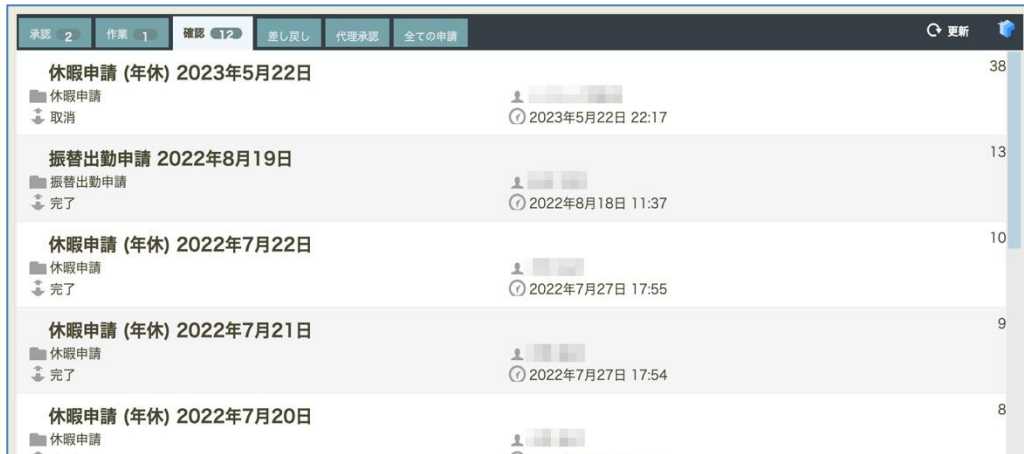 承認 2 作業 1 確認 12 差し戻し 代理承認 全ての申請 更新
休暇申請 (年休) 2023年5月22日 38
休暇申請
取消 2023年5月22日 22:17
振替出勤申請 2022年8月19日 13
振替出勤申請
完了 2022年8月18日 11:37
休暇申請 (年休) 2022年7月22日 10
休暇申請
完了 2022年7月27日 17:55
休暇申請 (年休) 2022年7月21日 9
休暇申請
完了 2022年7月27日 17:54
休暇申請 (年休) 2022年7月20日 8
休暇申請